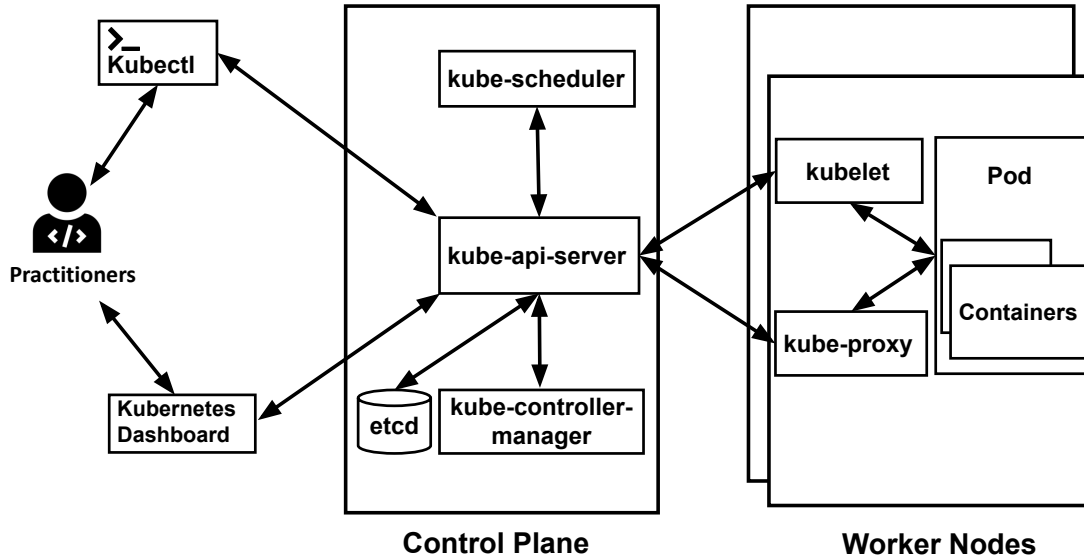 >_
Kubectl
Practitioners
Kubernetes
Dashboard
kube-scheduler
kube-api-server
etcd
kube-controller-
manager
Control Plane
kubelet
kube-proxy
Pod
Containers
Worker Nodes